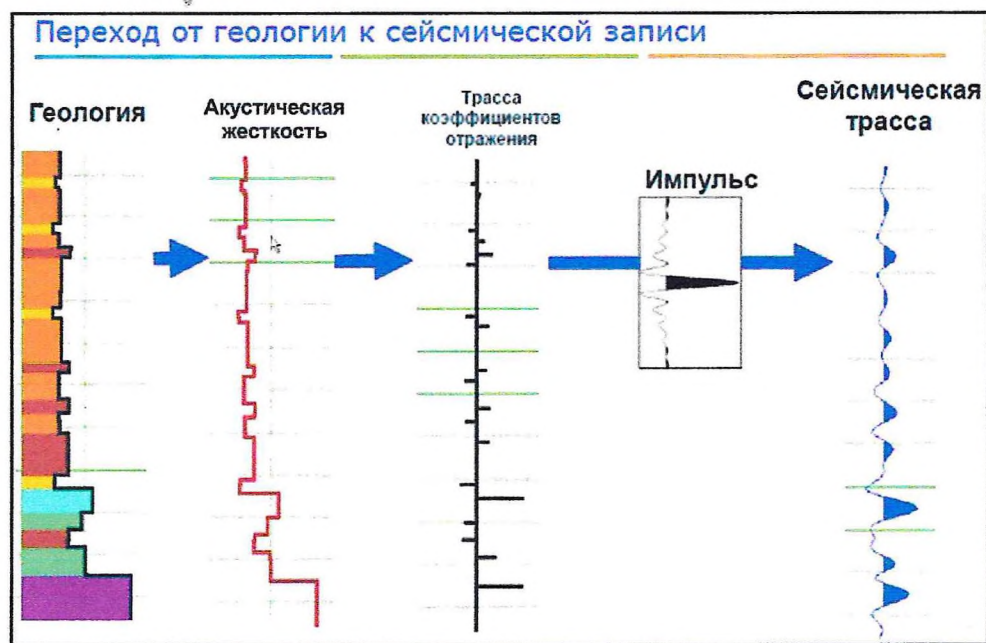 Переход от геологии к сейсмической записи
Геология
Акустическая
жесткость
Трасса
коэффициентов
отражения
Импульс
Сейсмическая
трасса